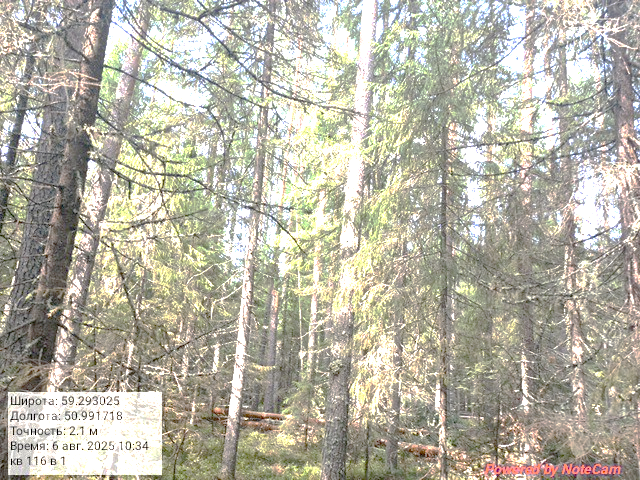 Широта: 59.293025
Долгота: 50.991718
Точность: 2.1 м
Время: 6 авг. 2025 10:34
кв 116 в 1
Powered by NoteCam